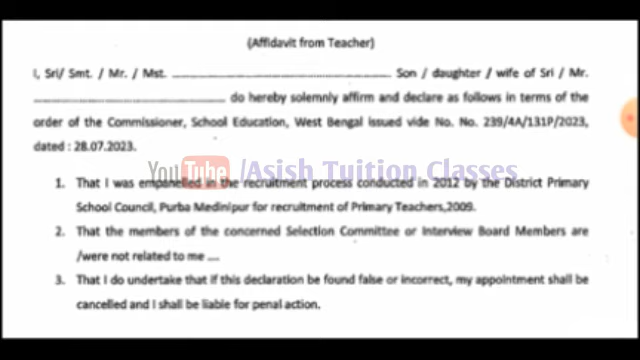 (Affidavit from Teacher)
I, Sri/ Smt. / Mr. / Mst. ........................................ Son / daughter / wife of Sri / Mr.
........................................ do hereby solemnly affirm and declare as follows in terms of the
order of the Commissioner, School Education, West Bengal issued vide No. No. 239/4A/131P/2023,
dated : 28.07.2023.
YouTube/Asish Tuition Classes
1. That I was empanelled in the recruitment process conducted in 2012 by the District Primary
School Council, Purba Medinipur for recruitment of Primary Teachers,2009.
2. That the members of the concerned Selection Committee or Interview Board Members are
/were not related to me ....
3. That I do undertake that if this declaration be found false or incorrect, my appointment shall be
cancelled and I shall be liable for penal action.